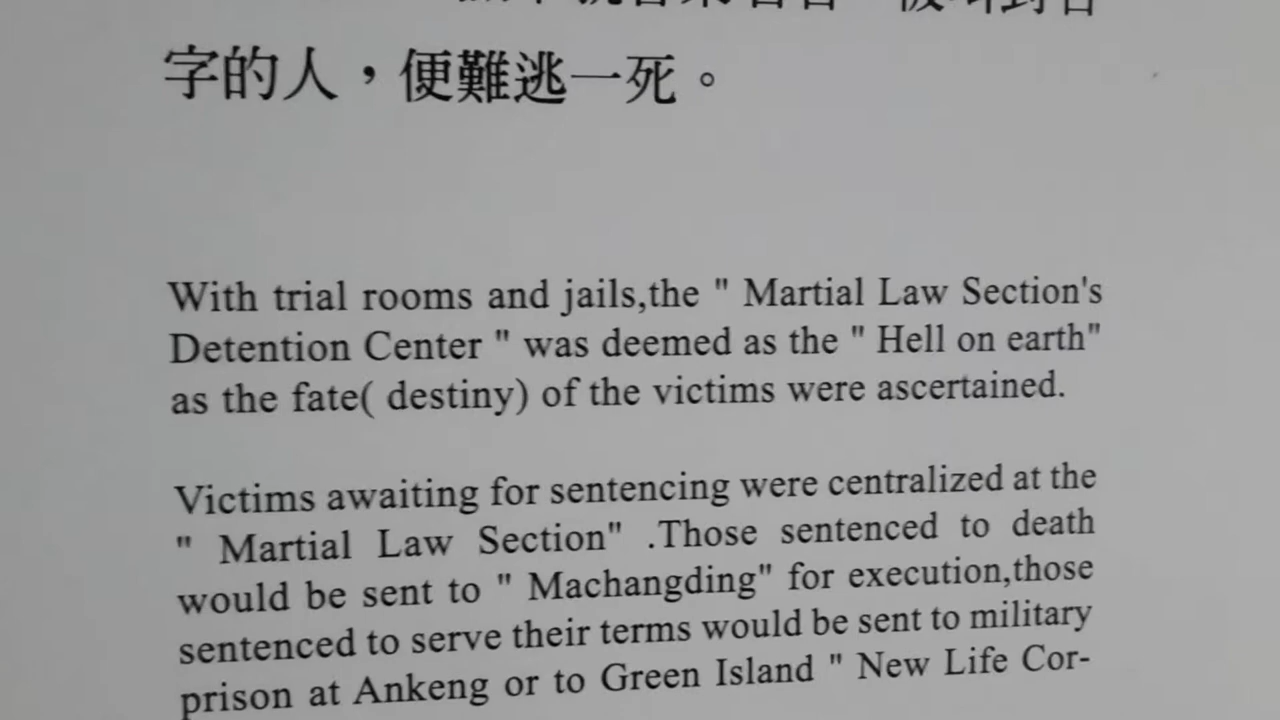 字的人，便難逃一死。
With trial rooms and jails,the " Martial Law Section's
Detention Center " was deemed as the " Hell on earth"
as the fate( destiny) of the victims were ascertained.
Victims awaiting for sentencing were centralized at the
" Martial Law Section" .Those sentenced to death
would be sent to " Machangding" for execution,those
sentenced to serve their terms would be sent to military
prison at Ankeng or to Green Island " New Life Cor-